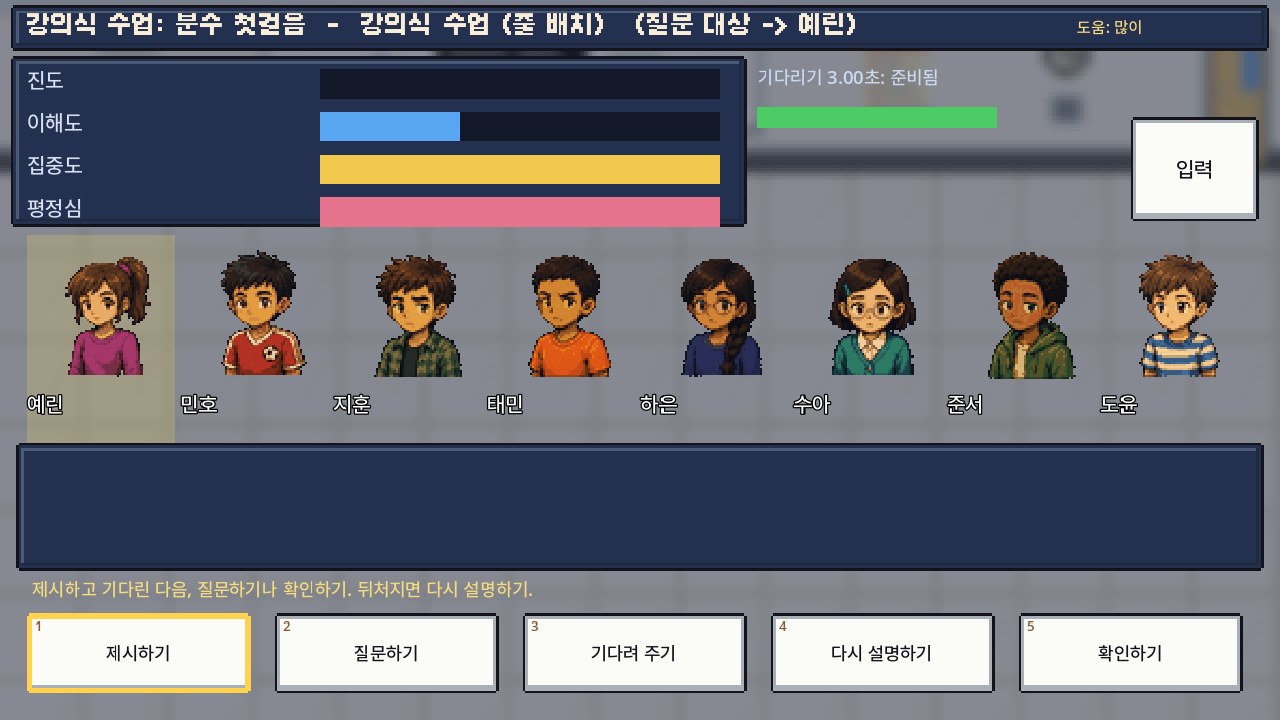 강의식 수업: 분수 첫걸음 - 강의식 수업 (줄 배치) (질문 대상 -> 예린)
도움: 많이
진도
이해도
집중도
평정심
기다리기 3.00초: 준비됨
입력
예린
민호
지훈
태민
하은
수아
준서
도윤
제시하고 기다린 다음, 질문하기나 확인하기. 뒤처지면 다시 설명하기.
1
제시하기
2
질문하기
3
기다려 주기
4
다시 설명하기
5
확인하기